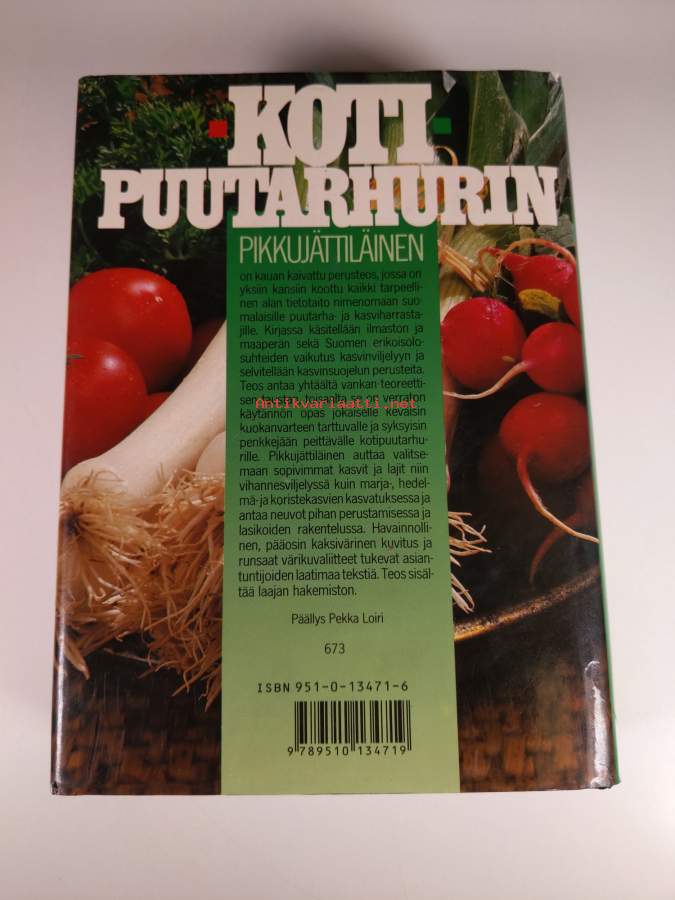 KOTI
PUUTARHURIN
PIKKUJÄTTILÄINEN
on kauan kaivattu perusteos, jossa on
yksiin kansiin koottu kaikki tarpeelli-
nen alan tietotaito nimenomaan suo-
malaisille puutarha- ja kasviharrasta-
jille. Kirjassa käsitellään ilmaston ja
maaperän sekä Suomen erikoisolo-
suhteiden vaikutus kasvinviljelyyn ja
selvitellään kasvinsuojelun perusteita.
Teos antaa yhtäältä vankan teoreetti-
sen taustan, toisaalta se on verraton
Antikvariaatti.net
käytännön opas jokaiselle keväisin
kuokanvarteen tarttuvalle ja syksyisin
penkkejään peittävälle kotipuutarhu-
rille. Pikkujättiläinen auttaa valitse-
maan sopivimmat kasvit ja lajit niin
vihannesviljelyssä kuin marja-, hedel-
mä- ja koristekasvien kasvatuksessa ja
antaa neuvot pihan perustamisessa ja
lasikoiden rakentelussa. Havainnolli-
nen, pääosin kaksivärinen kuvitus ja
runsaat värikuvaliitteet tukevat asian-
tuntijoiden laatimaa tekstiä. Teos sisäl-
tää laajan hakemiston.
Päällys Pekka Loiri
673
ISBN 951-0-13471-6
9 789510 134719